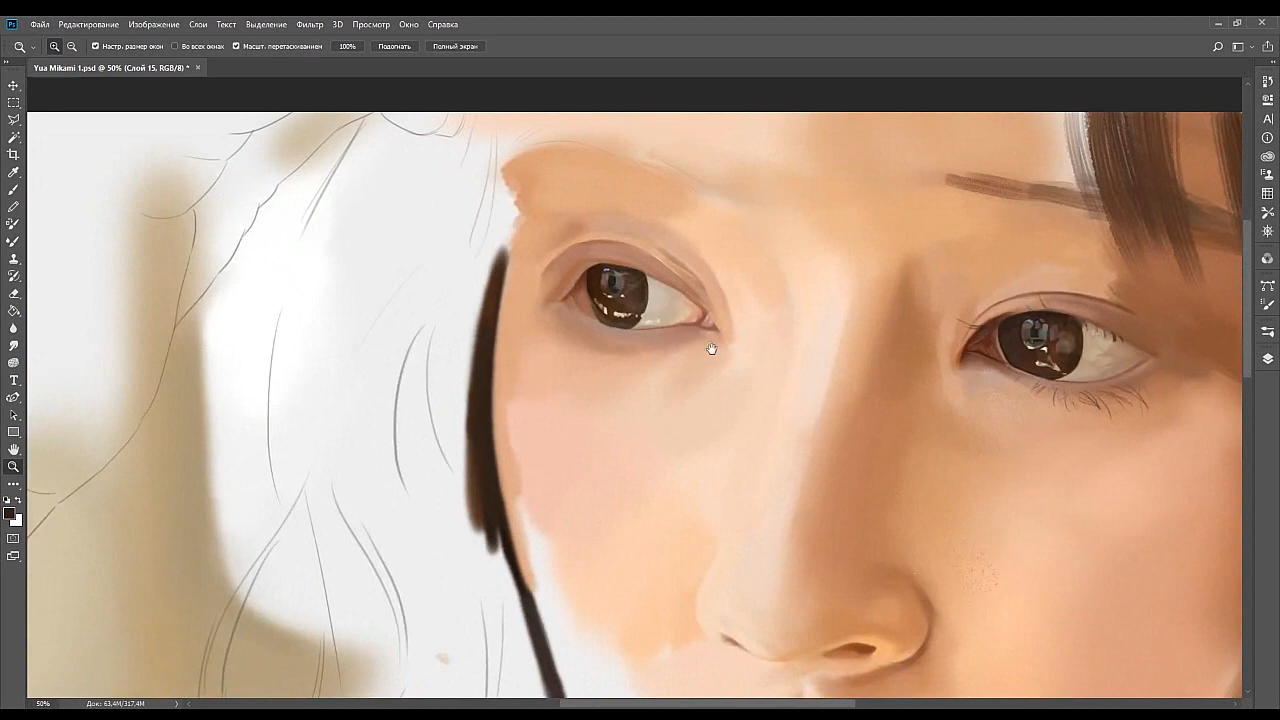 Ps Файл Редактирование Изображение Слои Текст Выделение Фильтр 3D Просмотр Окно Справка
Настр. размер окон Во всех окнах Масшт. перетаскиванием 100% Подогнать Полный экран
Yua Mikami 1.psd @ 50% (Слой 15, RGB/8) * ×
50% Док: 63,4M/317,4M